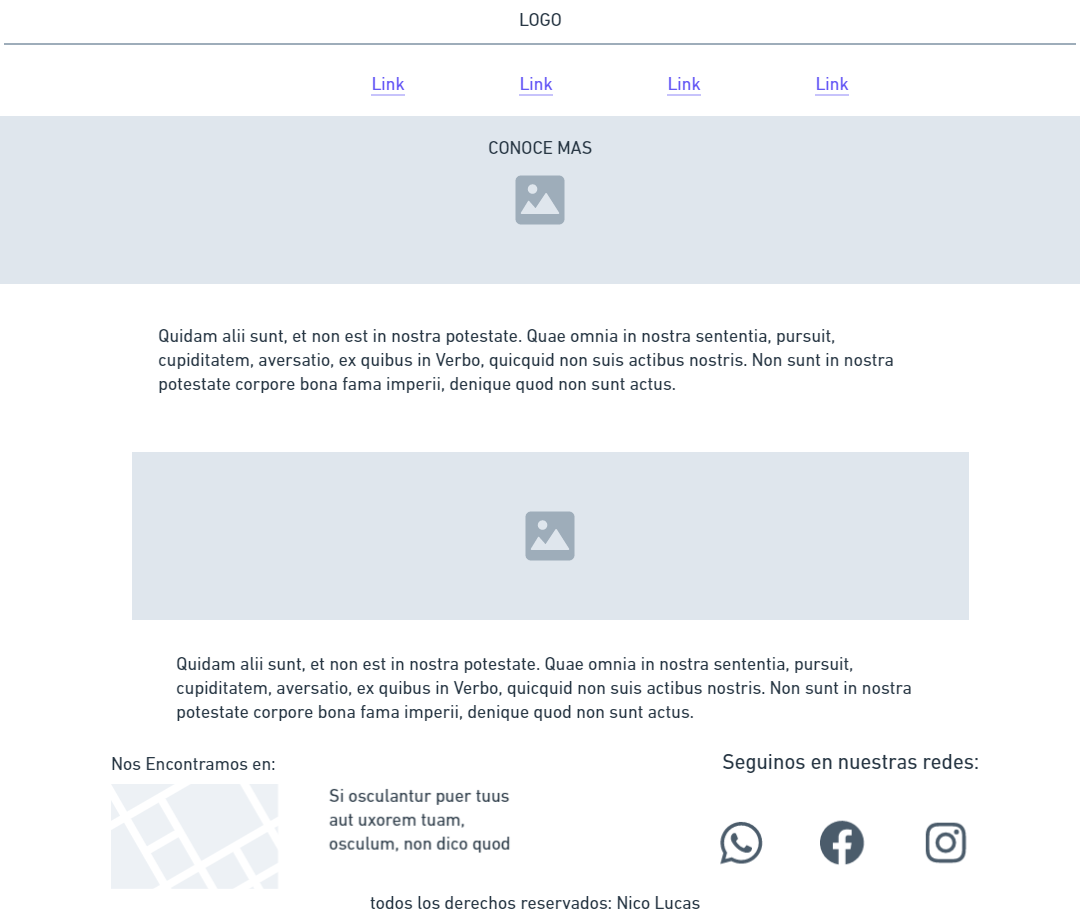 LOGO
Link
Link
Link
Link
CONOCE MAS
Quidam alii sunt, et non est in nostra potestate. Quae omnia in nostra sententia, pursuit,
cupiditatem, aversatio, ex quibus in Verbo, quicquid non suis actibus nostris. Non sunt in nostra
potestate corpore bona fama imperii, denique quod non sunt actus.
Quidam alii sunt, et non est in nostra potestate. Quae omnia in nostra sententia, pursuit,
cupiditatem, aversatio, ex quibus in Verbo, quicquid non suis actibus nostris. Non sunt in nostra
potestate corpore bona fama imperii, denique quod non sunt actus.
Nos Encontramos en:
Si osculantur puer tuus
aut uxorem tuam,
osculum, non dico quod
Seguinos en nuestras redes:
todos los derechos reservados: Nico Lucas